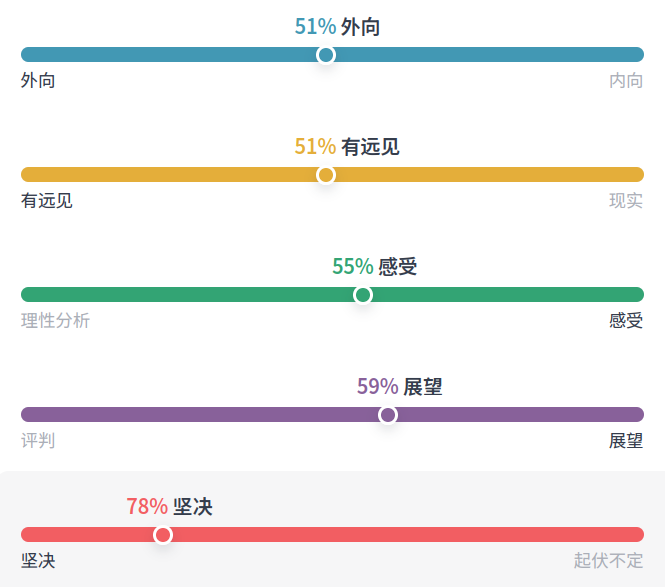 51% 外向
外向 内向
51% 有远见
有远见 现实
55% 感受
理性分析 感受
59% 展望
评判 展望
78% 坚决
坚决 起伏不定